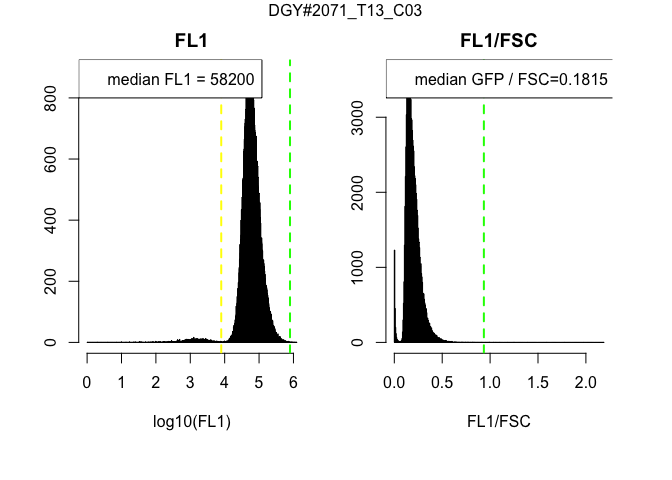 DGY#2071_T13_C03
FL1
median FL1 = 58200
0 200 400 600 800
0 1 2 3 4 5 6
log10(FL1)
FL1/FSC
median GFP / FSC=0.1815
0 1000 2000 3000
0.0 0.5 1.0 1.5 2.0
FL1/FSC